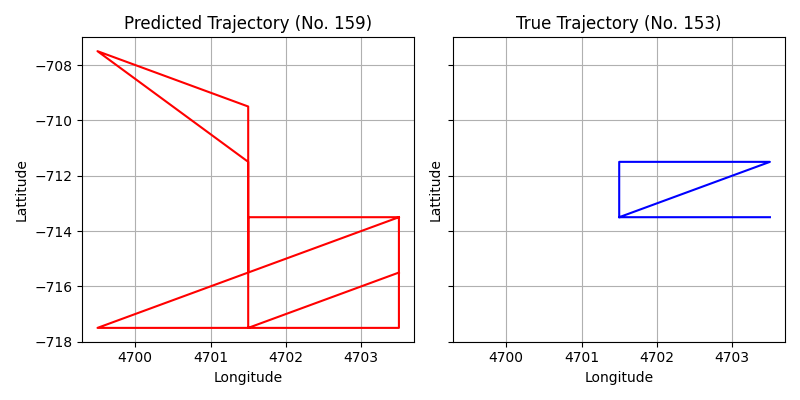 Predicted Trajectory (No. 159)
True Trajectory (No. 153)
−708
−710
−712
−714
−716
−718
Lattitude
Lattitude
4700 4701 4702 4703
4700 4701 4702 4703
Longitude
Longitude